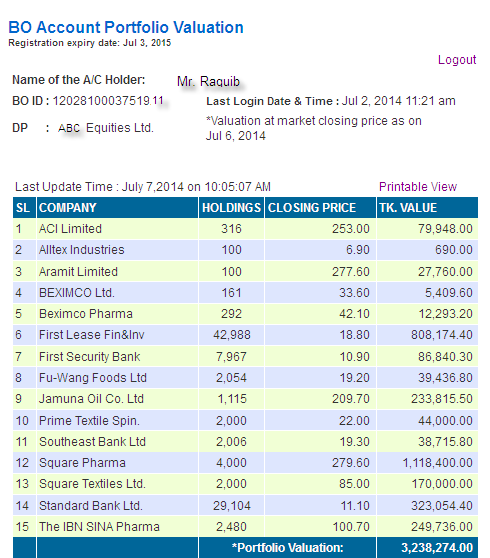 BO Account Portfolio Valuation
Registration expiry date: Jul 3, 2015
Logout
Name of the A/C Holder: Mr. Raquib
BO ID : 12028100037519 11 Last Login Date & Time : Jul 2, 2014 11:21 am
DP : ABC Equities Ltd. *Valuation at market closing price as on
Jul 6, 2014
Last Update Time : July 7,2014 on 10:05:07 AM Printable View
SL COMPANY HOLDINGS CLOSING PRICE TK. VALUE
1 ACI Limited 316 253.00 79,948.00
2 Alltex Industries 100 6.90 690.00
3 Aramit Limited 100 277.60 27,760.00
4 BEXIMCO Ltd. 161 33.60 5,409.60
5 Beximco Pharma 292 42.10 12,293.20
6 First Lease Fin&Inv 42,988 18.80 808,174.40
7 First Security Bank 7,967 10.90 86,840.30
8 Fu-Wang Foods Ltd 2,054 19.20 39,436.80
9 Jamuna Oil Co. Ltd 1,115 209.70 233,815.50
10 Prime Textile Spin. 2,000 22.00 44,000.00
11 Southeast Bank Ltd 2,006 19.30 38,715.80
12 Square Pharma 4,000 279.60 1,118,400.00
13 Square Textiles Ltd. 2,000 85.00 170,000.00
14 Standard Bank Ltd. 29,104 11.10 323,054.40
15 The IBN SINA Pharma 2,480 100.70 249,736.00
*Portfolio Valuation: 3,238,274.00